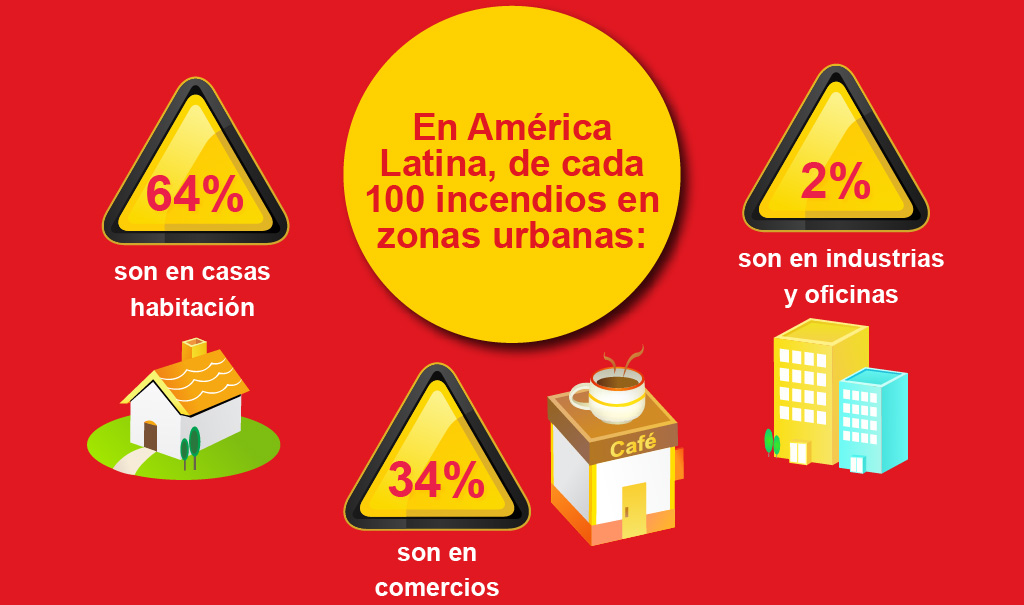 En América
Latina, de cada
100 incendios en
zonas urbanas:
64%
son en casas
habitación
34%
son en
comercios
Café
2%
son en industrias
y oficinas